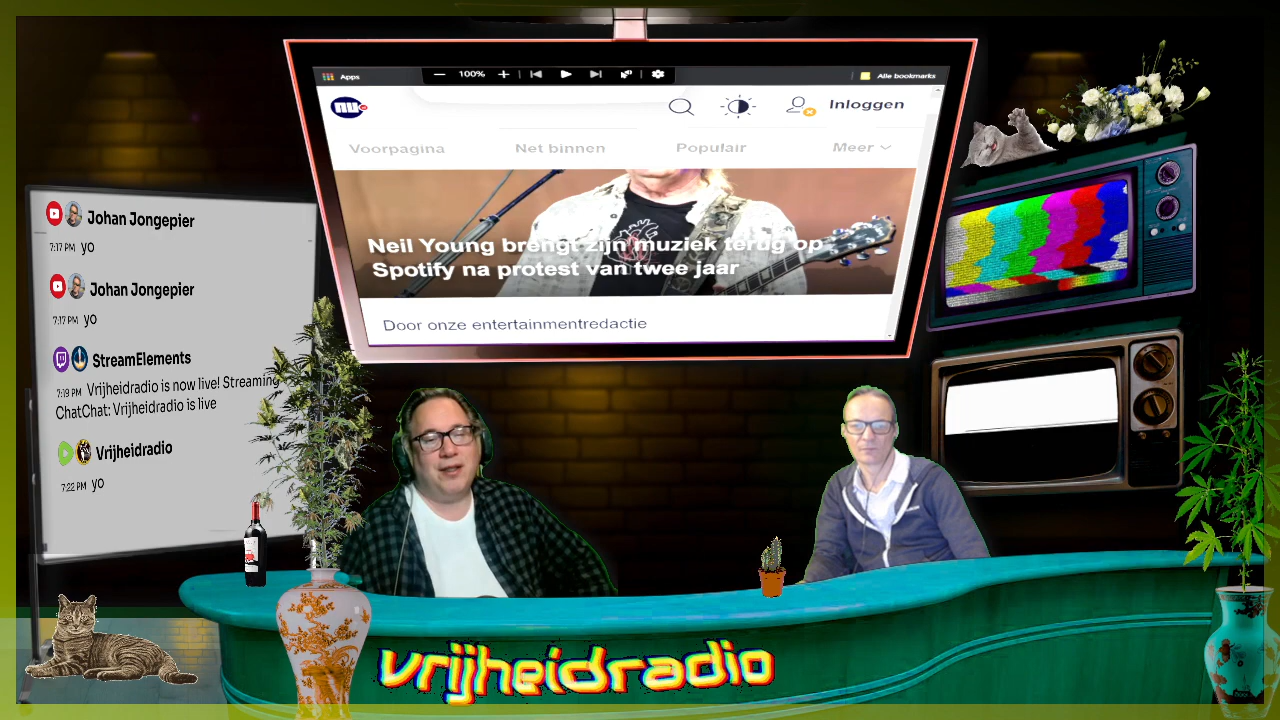 Apps
100%
Alle bookmarks
nu
Inloggen
Voorpagina
Net binnen
Populair
Meer
Neil Young brengt zijn muziek terug op
Spotify na protest van twee jaar
Door onze entertainmentredactie
Johan Jongepier
7:17 PM yo
Johan Jongepier
7:17 PM yo
StreamElements
7:19 PM Vrijheidradio is now live! Streaming
ChatChat: Vrijheidradio is live
Vrijheidradio
7:22 PM yo
vrijheidradio